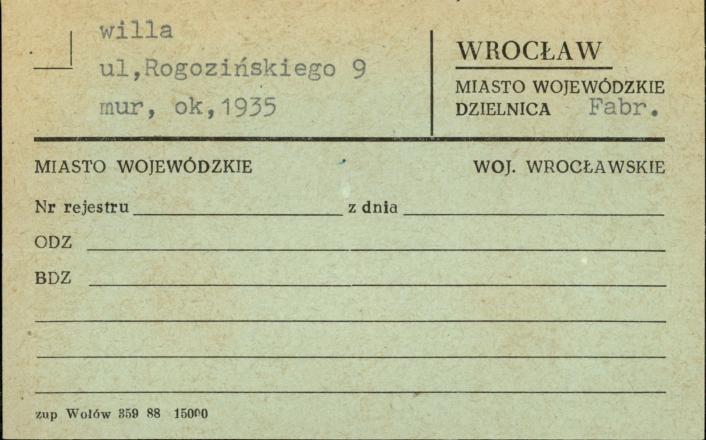 willa
ul,Rogozińskiego 9
mur, ok,1935
WROCŁAW
MIASTO WOJEWÓDZKIE
DZIELNICA Fabr.
MIASTO WOJEWÓDZKIE WOJ. WROCŁAWSKIE
Nr rejestru z dnia
ODZ
BDZ
zup Wołów 359 88 15000